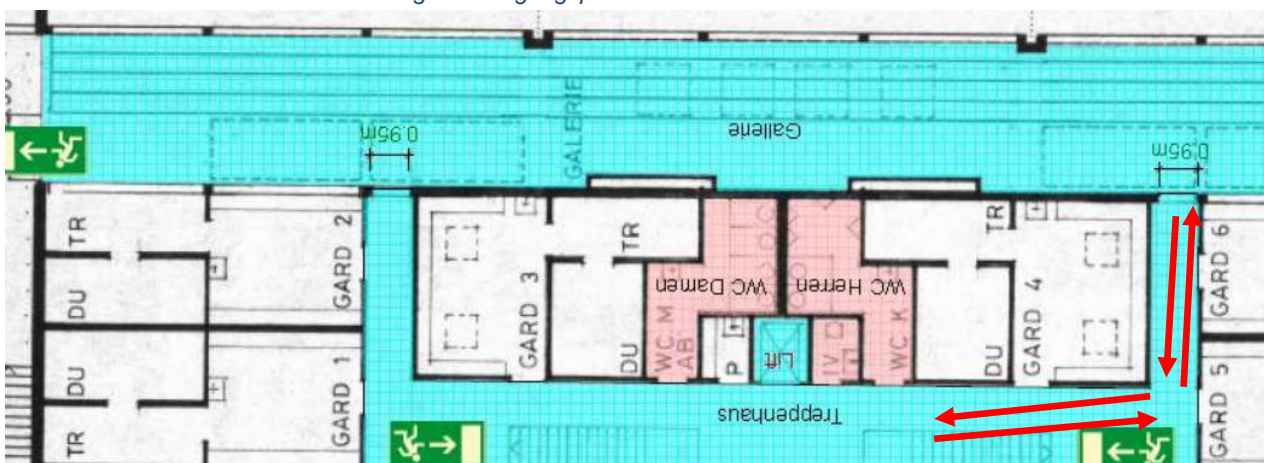 0.95m
0.95m
GALERIE
Gallerie
TR
GARD 2
DU
GARD 3
TR
DU
WC Damen
WC M
AB
P
Lift
IV
WC Herren
WC K
TR
DU
GARD 4
GARD 6
DU
TR
GARD 1
Treppenhaus
GARD 5